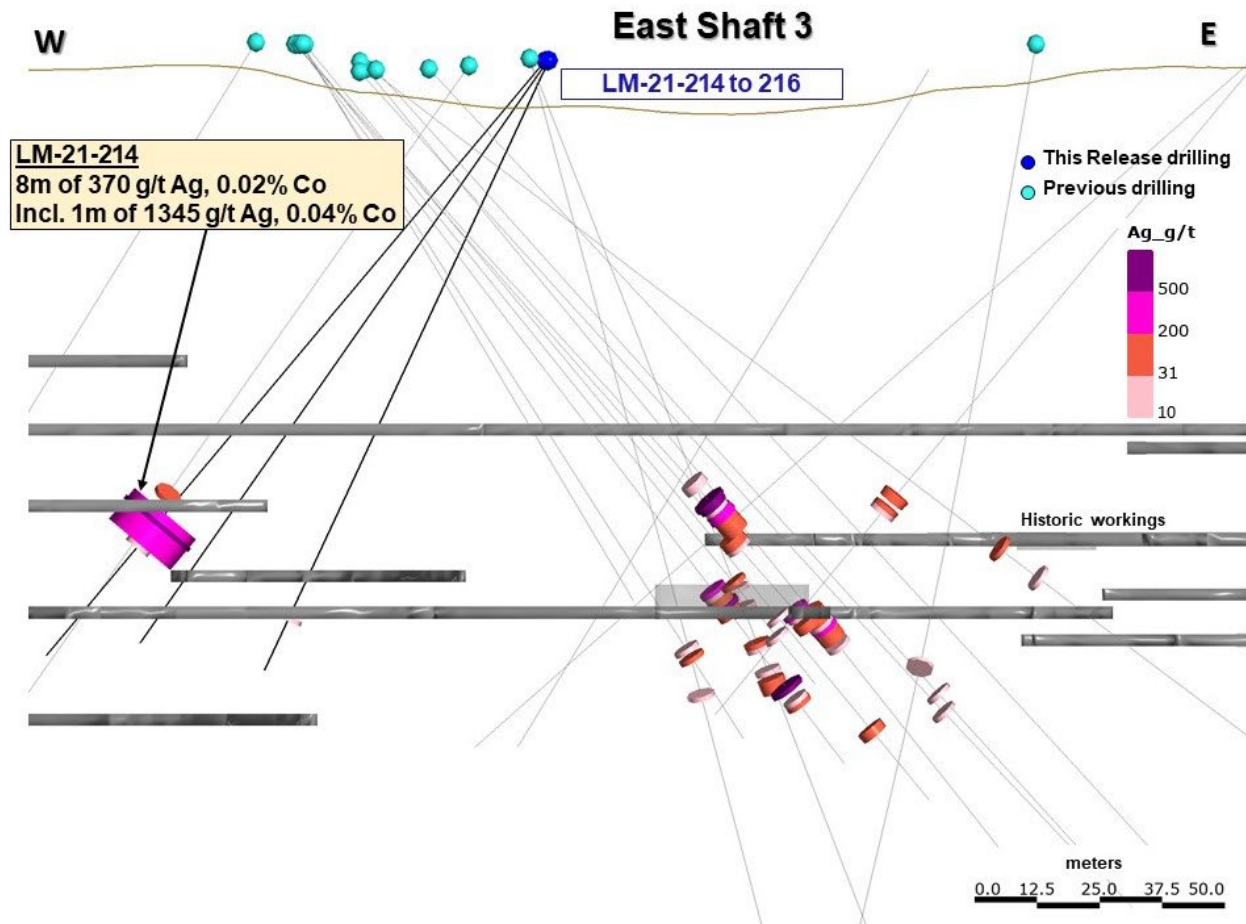 East Shaft 3
W
E
LM-21-214 to 216
LM-21-214
8m of 370 g/t Ag, 0.02% Co
Incl. 1m of 1345 g/t Ag, 0.04% Co
This Release drilling
Previous drilling
Ag_g/t
500
200
31
10
Historic workings
meters
0.0 12.5 25.0 37.5 50.0